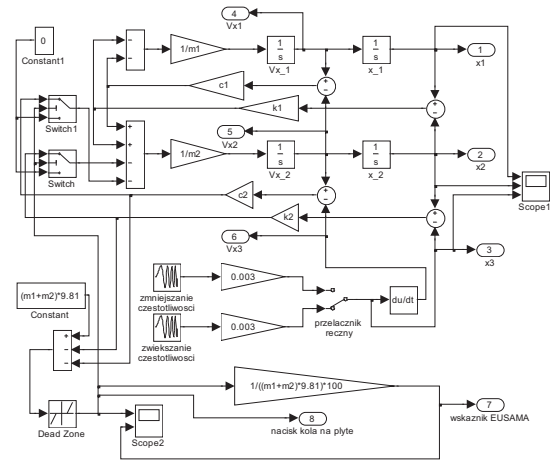 4
Vx1
0
Constant1
1/m1
1
s
Vx_1
1
s
x_1
1
x1
c1
k1
Switch1
5
Vx2
1/m2
1
s
Vx_2
1
s
x_2
2
x2
Switch
c2
k2
Scope1
6
Vx3
3
x3
0.003
zmniejszanie
czestotliwosci
(m1+m2)*9.81
Constant
du/dt
przelacznik
reczny
0.003
zwiekszanie
czestotliwosci
1/((m1+m2)*9.81)*100
7
wskaznik EUSAMA
8
nacisk kola na plyte
Dead Zone
Scope2